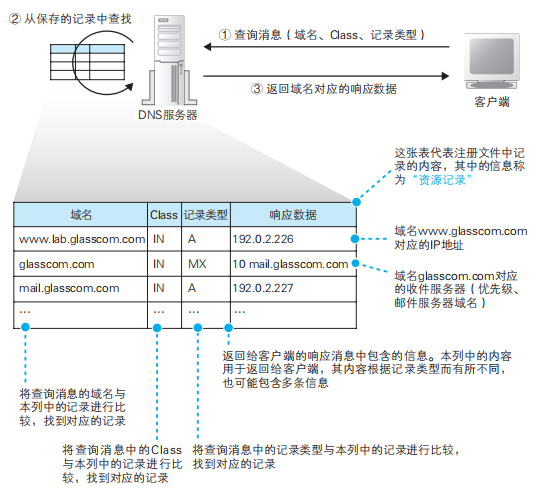 ② 从保存的记录中查找
① 查询消息（域名、Class、记录类型）
③ 返回域名对应的响应数据
DNS服务器
客户端
这张表代表注册文件中记
录的内容，其中的信息称
为“资源记录”
域名 Class 记录类型 响应数据
www.lab.glasscom.com IN A 192.0.2.226
glasscom.com IN MX 10 mail.glasscom.com
mail.glasscom.com IN A 192.0.2.227
… … … …
域名www.glasscom.com
对应的IP地址
域名glasscom.com对应
的收件服务器（优先级、
邮件服务器域名）
返回给客户端的响应消息中包含的信息。本列中的内容
用于返回给客户端，其内容根据记录类型而有所不同，
也可能包含多条信息
将查询消息的域名与
本列中的记录进行比
较，找到对应的记录
将查询消息中的Class
与本列中的记录进行比
较，找到对应的记录
将查询消息中的记录类型与本列中的记录进行比较，
找到对应的记录